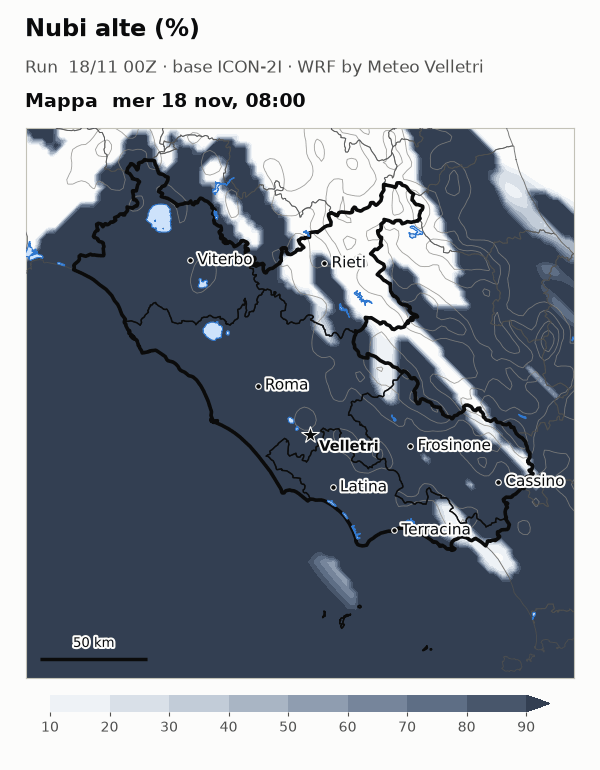 Nubi alte (%)
Run  18/11 00Z · base ICON-2I · WRF by Meteo Velletri
Mappa  mer 18 nov, 08:00
Viterbo
Rieti
Roma
Velletri
Frosinone
Cassino
Latina
Terracina
50 km
10 20 30 40 50 60 70 80 90